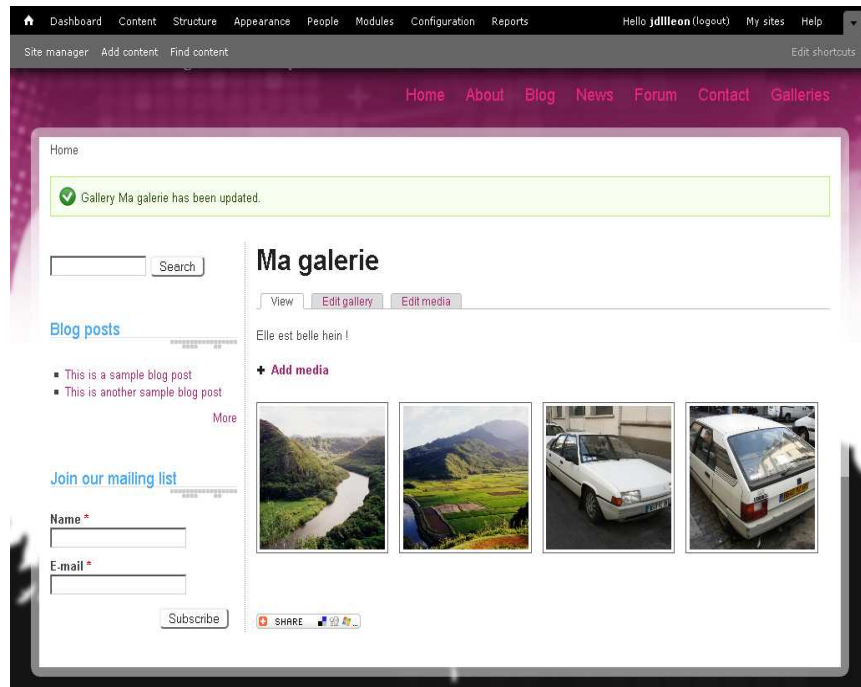 Dashboard Content Structure Appearance People Modules Configuration Reports Hello jdllleon (logout) My sites Help
Site manager Add content Find content Edit shortcuts
Home About Blog News Forum Contact Galleries
Home
Gallery Ma galerie has been updated.
Search
Ma galerie
View Edit gallery Edit media
Blog posts
Elle est belle hein !
This is a sample blog post
This is another sample blog post
More
+ Add media
Join our mailing list
Name *
E-mail *
Subscribe
SHARE